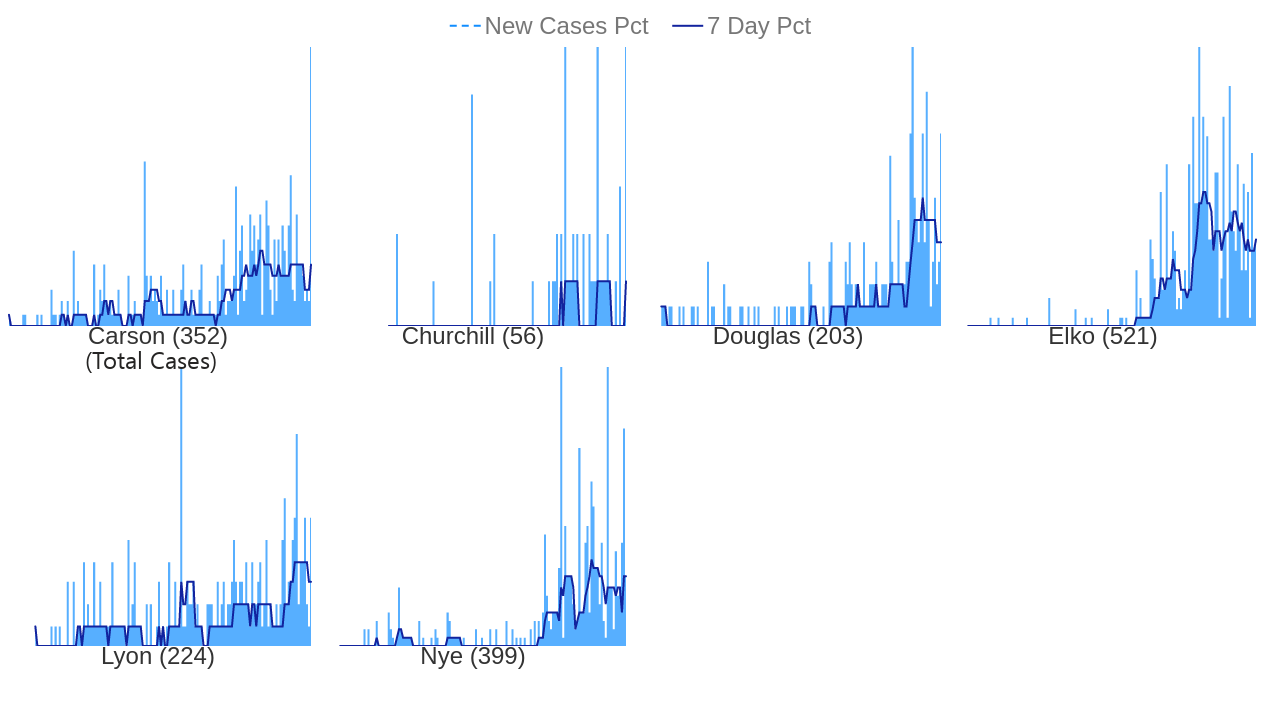 New Cases Pct 7 Day Pct
Carson (352)
(Total Cases)
Churchill (56)
Douglas (203)
Elko (521)
Lyon (224)
Nye (399)